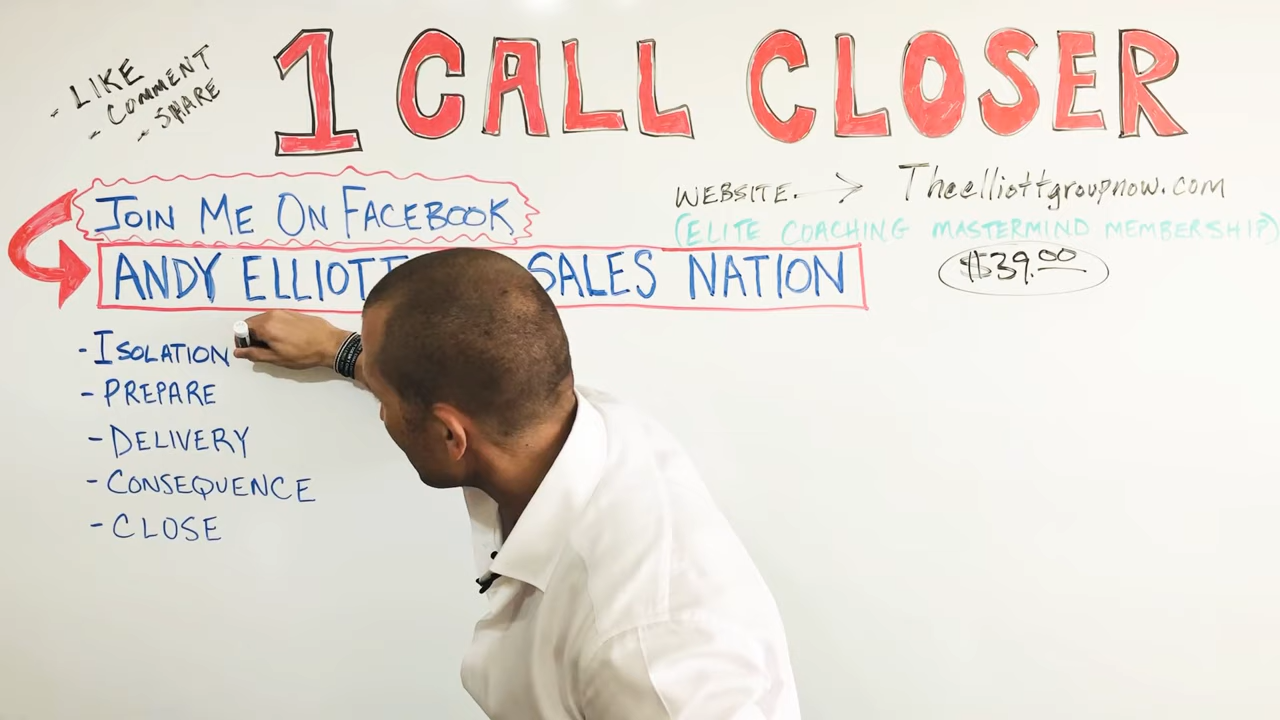 1 CALL CLOSER
- LIKE
- COMMENT
- SHARE
JOIN ME ON FACEBOOK
WEBSITE. → Theelliottgroupnow.com
(ELITE COACHING MASTERMIND MEMBERSHIP)
$39.00
ANDY ELLIOTT SALES NATION
- ISOLATION
- PREPARE
- DELIVERY
- CONSEQUENCE
- CLOSE